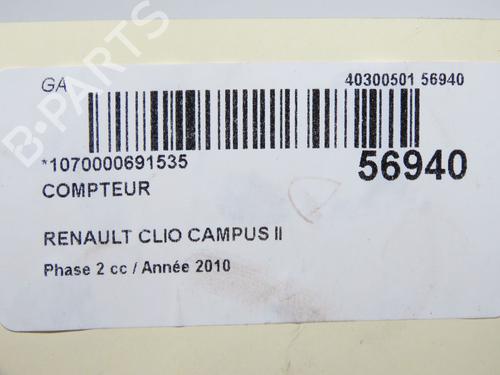 B-PARTS
GA
40300501 56940
*1070000691535
56940
COMPTEUR
RENAULT CLIO CAMPUS II
Phase 2 cc / Année 2010